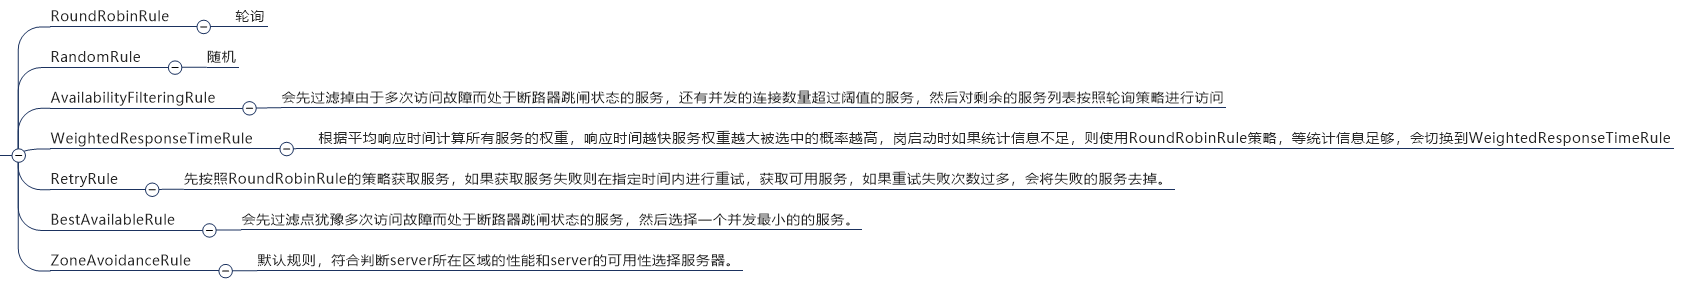 RoundRobinRule 轮询
RandomRule 随机
AvailabilityFilteringRule 会先过滤掉由于多次访问故障而处于断路器跳闸状态的服务，还有并发的连接数量超过阔值的服务，然后对剩余的服务列表按照轮询策略进行访问
WeightedResponseTimeRule 根据平均响应时间计算所有服务的权重，响应时间越快服务权重越大被选中的概率越高，岗启动时如果统计信息不足，则使用RoundRobinRule策略，等统计信息足够，会切换到WeightedResponseTimeRule
RetryRule 先按照RoundRobinRule的策略获取服务，如果获取服务失败则在指定时间内进行重试，获取可用服务，如果重试失败次数过多，会将失败的服务去掉。
BestAvailableRule 会先过滤点犹豫多次访问故障而处于断路器跳闸状态的服务，然后选择一个并发最小的的服务。
ZoneAvoidanceRule 默认规则，符合判断server所在区域的性能和server的可用性选择服务器。